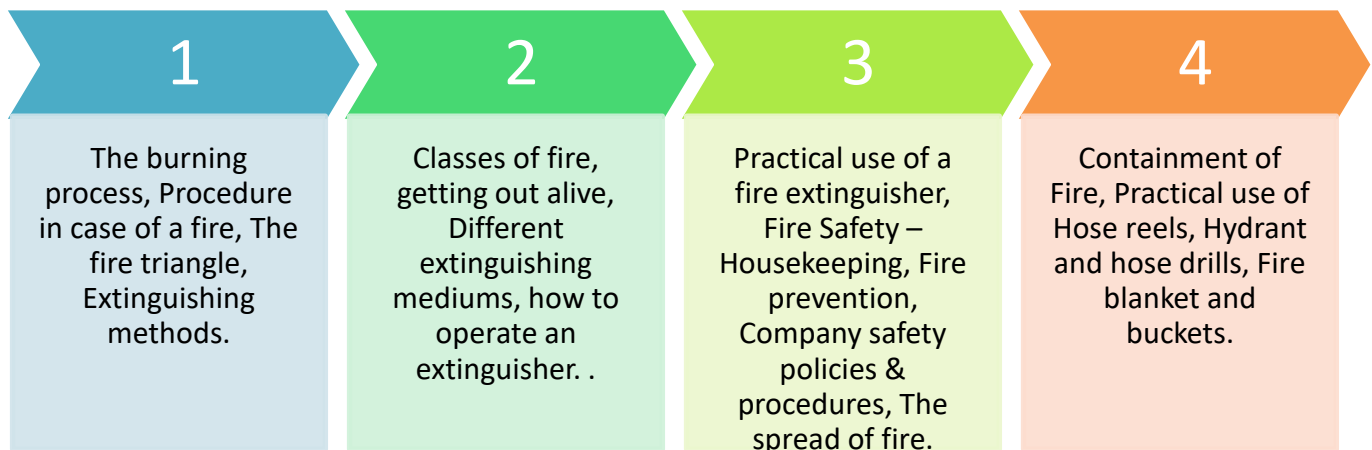 1
The burning
process, Procedure
in case of a fire, The
fire triangle,
Extinguishing
methods.
2
Classes of fire,
getting out alive,
Different
extinguishing
mediums, how to
operate an
extinguisher. .
3
Practical use of a
fire extinguisher,
Fire Safety –
Housekeeping, Fire
prevention,
Company safety
policies &
procedures, The
spread of fire.
4
Containment of
Fire, Practical use of
Hose reels, Hydrant
and hose drills, Fire
blanket and
buckets.